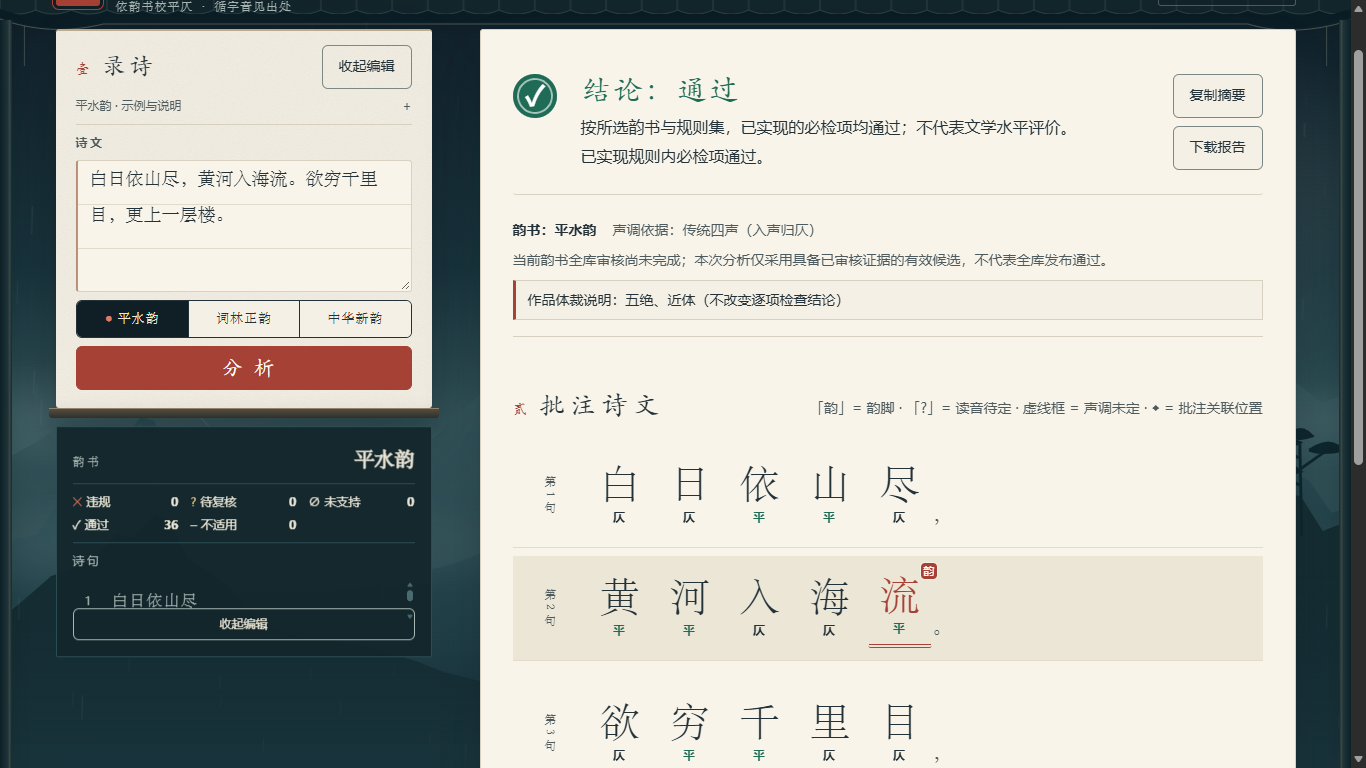 依韵书校平仄 · 循字音见出处
壹 录诗
收起编辑
平水韵 · 示例与说明 +
诗文
白日依山尽，黄河入海流。欲穷千里
目，更上一层楼。
平水韵 词林正韵 中华新韵
分析
韵书 平水韵
× 违规 0 ? 待复核 0 ∅ 未支持 0
✓ 通过 36 – 不适用 0
诗句
1 白日依山尽
收起编辑
结论：通过
按所选韵书与规则集，已实现的必检项均通过；不代表文学水平评价。
已实现规则内必检项通过。
复制摘要
下载报告
韵书：平水韵 声调依据：传统四声（入声归仄）
当前韵书全库审核尚未完成；本次分析仅采用具备已审核证据的有效候选，不代表全库发布通过。
作品体裁说明：五绝、近体（不改变逐项检查结论）
贰 批注诗文
「韵」= 韵脚 · 「?」= 读音待定 · 虚线框 = 声调未定 · ◆ = 批注关联位置
第1句
白日依山尽，
仄 仄 平 平 仄
第2句
黄河入海流。
韵
平 平 仄 仄 平
第3句
欲穷千里目，
仄 平 平 仄 仄